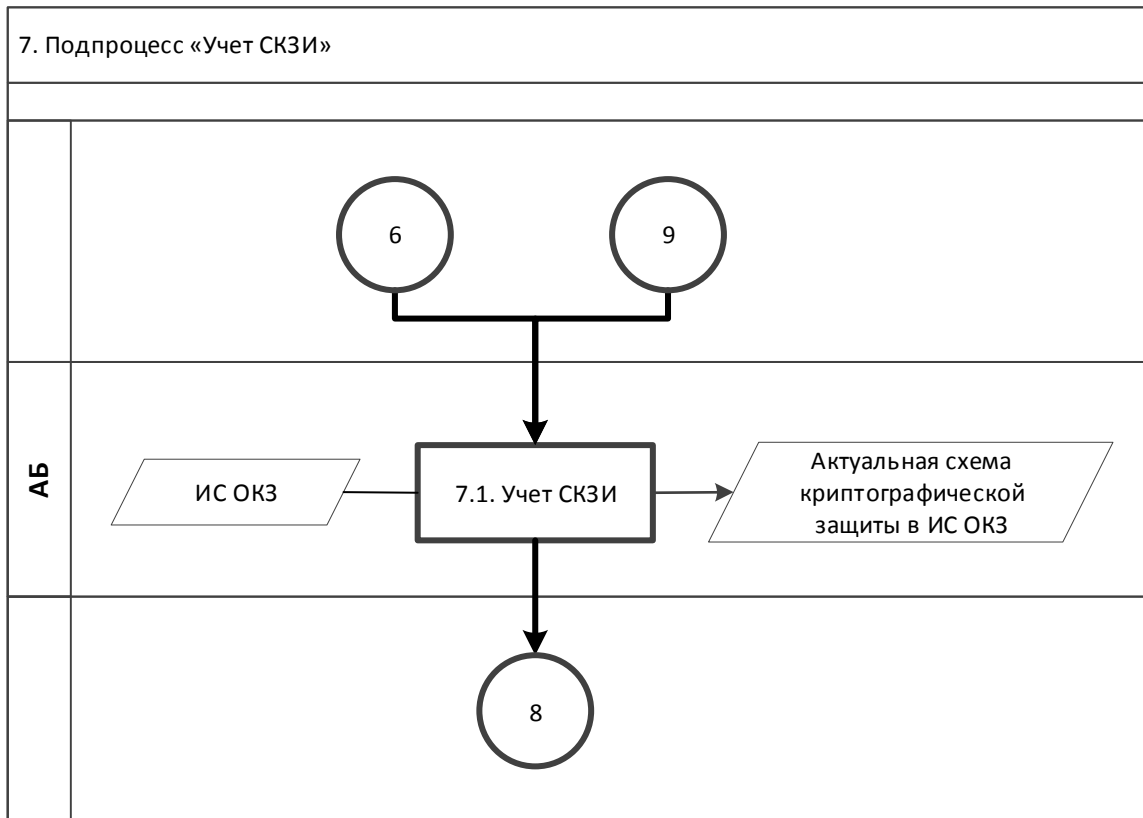 7. Подпроцесс «Учет СКЗИ»
6
9
АБ
ИС ОКЗ
7.1. Учет СКЗИ
Актуальная схема
криптографической
защиты в ИС ОКЗ
8